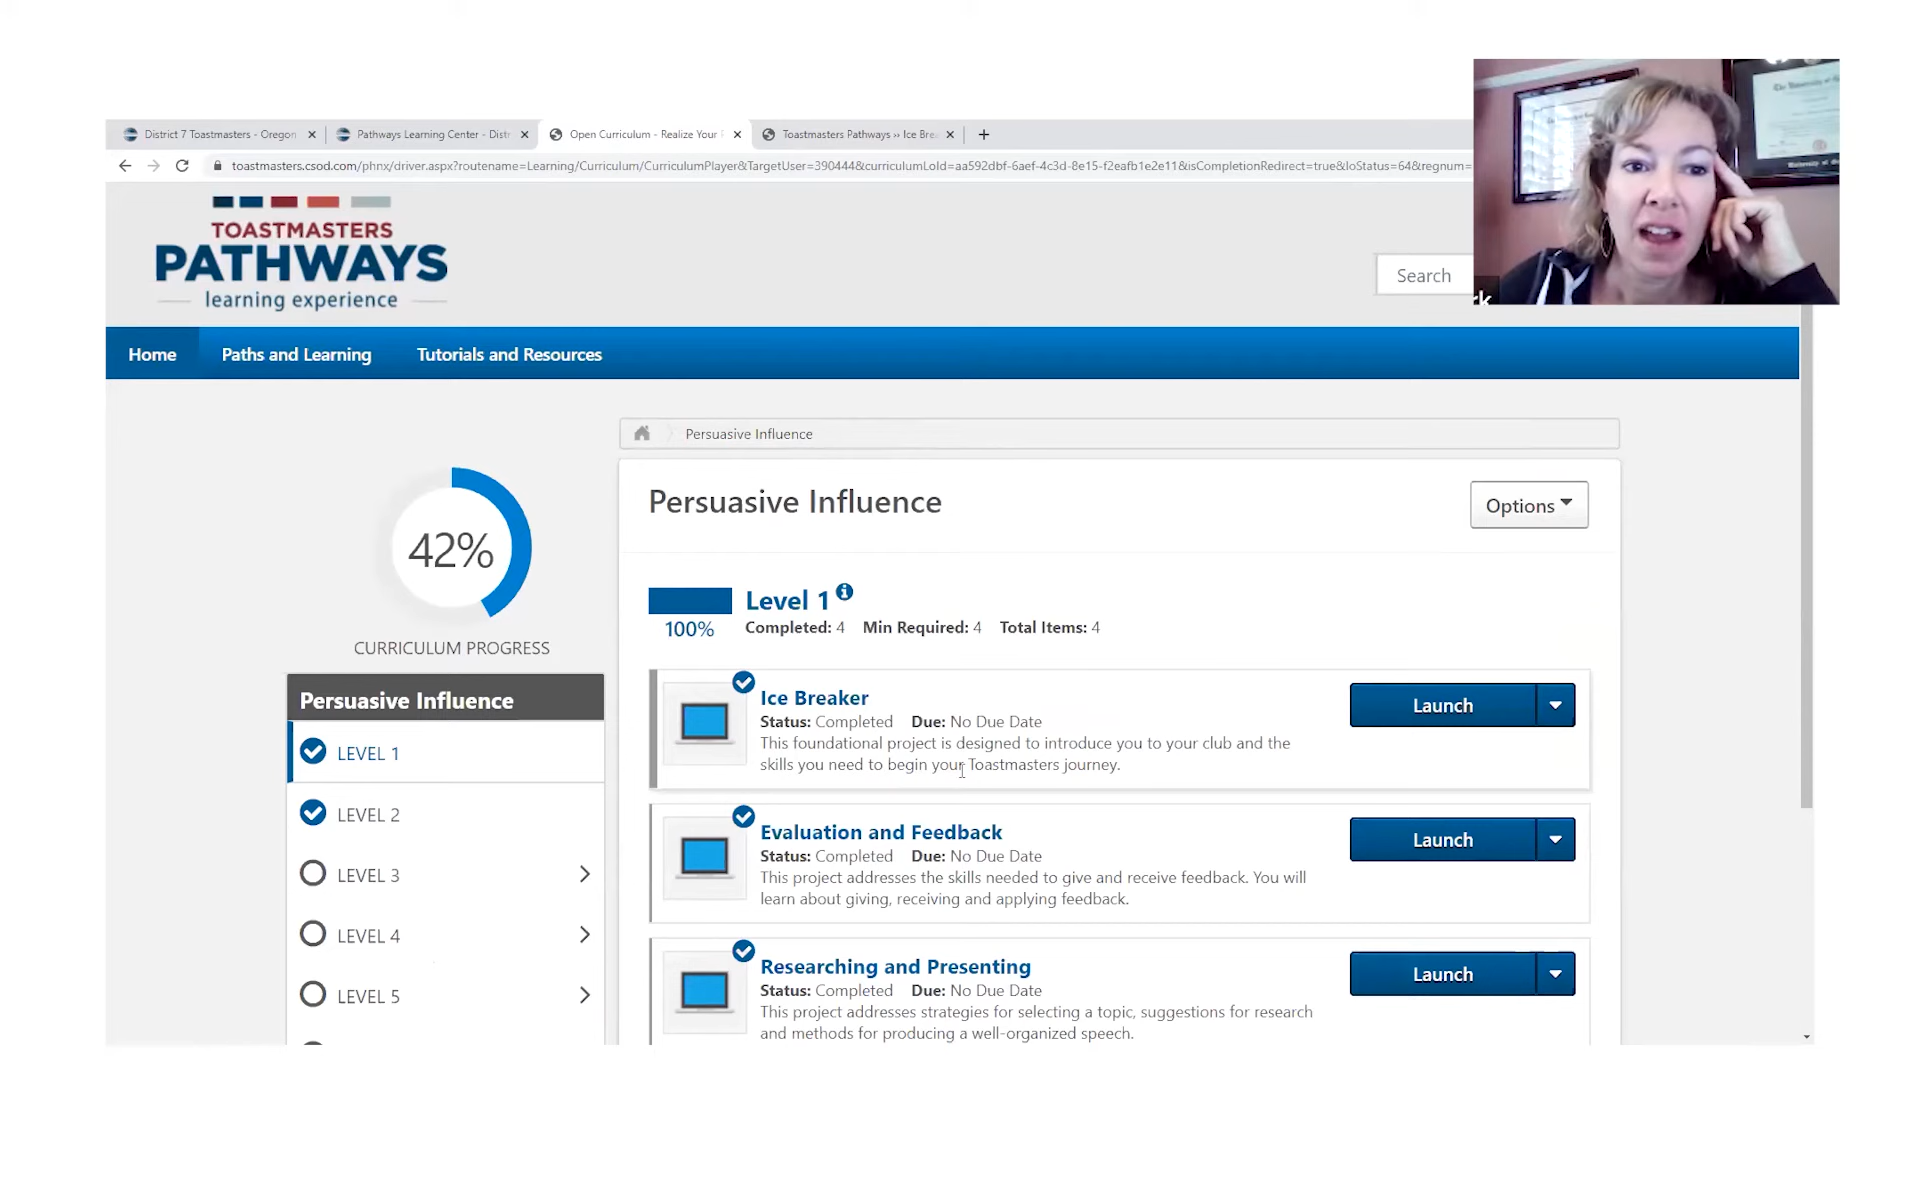 District 7 Toastmasters - Oregon
Pathways Learning Center - Distr
Open Curriculum - Realize Your
Toastmasters Pathways ›› Ice Brea
toastmasters.csod.com/phnx/driver.aspx?routename=Learning/Curriculum/CurriculumPlayer&TargetUser=390444&curriculumLoId=aa592dbf-6aef-4c3d-8e15-f2eafb1e2e11&isCompletionRedirect=true&loStatus=64&regnum=
TOASTMASTERS
PATHWAYS
learning experience
Search
rk
Home
Paths and Learning
Tutorials and Resources
Persuasive Influence
42%
CURRICULUM PROGRESS
Persuasive Influence
LEVEL 1
LEVEL 2
LEVEL 3
LEVEL 4
LEVEL 5
Persuasive Influence
Options
Level 1
100%
Completed: 4 Min Required: 4 Total Items: 4
Ice Breaker
Status: Completed Due: No Due Date
This foundational project is designed to introduce you to your club and the
skills you need to begin your Toastmasters journey.
Launch
Evaluation and Feedback
Status: Completed Due: No Due Date
This project addresses the skills needed to give and receive feedback. You will
learn about giving, receiving and applying feedback.
Launch
Researching and Presenting
Status: Completed Due: No Due Date
This project addresses strategies for selecting a topic, suggestions for research
and methods for producing a well-organized speech.
Launch